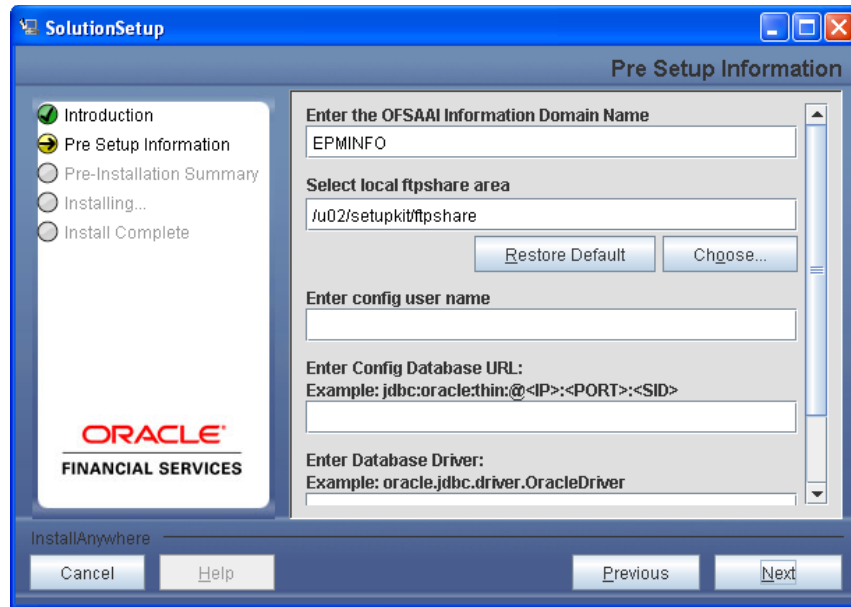 SolutionSetup
Pre Setup Information
Introduction
Pre Setup Information
Pre-Installation Summary
Installing...
Install Complete
ORACLE
FINANCIAL SERVICES
Enter the OFSAAI Information Domain Name
EPMINFO
Select local ftpshare area
/u02/setupkit/ftpshare
Restore Default
Choose...
Enter config user name
Enter Config Database URL:
Example: jdbc:oracle:thin:@<IP>:<PORT>:<SID>
Enter Database Driver:
Example: oracle.jdbc.driver.OracleDriver
InstallAnywhere
Cancel
Help
Previous
Next